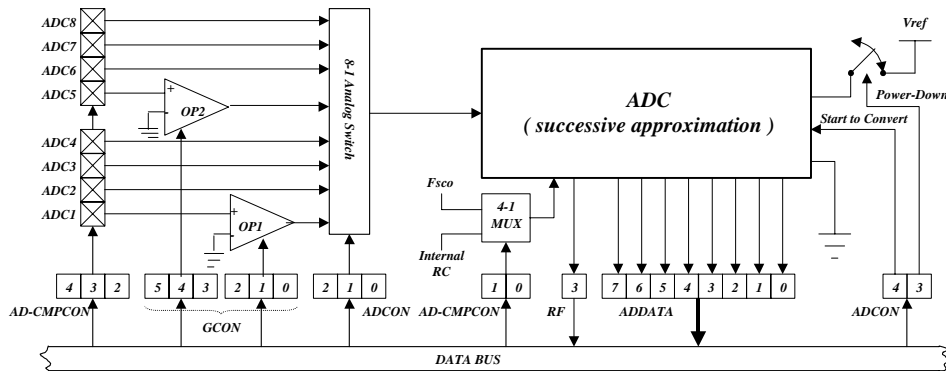 ADC8
ADC7
ADC6
ADC5
ADC4
ADC3
ADC2
ADC1
+
-
OP2
+
-
OP1
8-1 Analog Switch
ADC
( successive approximation )
Vref
Power-Down
Start to Convert
Fsco
4-1
MUX
Internal
RC
4 3 2
5 4 3
2 1 0
2 1 0
1 0
3
7 6 5 4 3 2 1 0
4 3
AD-CMPCON
GCON
ADCON
AD-CMPCON
RF
ADDATA
ADCON
DATA BUS